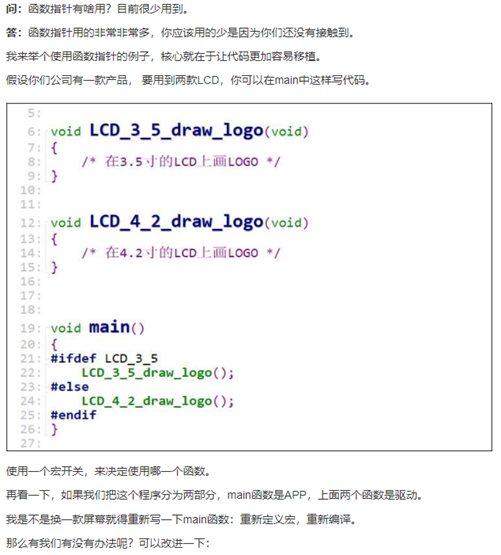 问：函数指针有啥用？目前很少用到。
答：函数指针用的非常非常多，你应该用的少是因为你们还没有接触到。
我来举个使用函数指针的例子，核心就在于让代码更加容易移植。
假设你们公司有一款产品， 要用到两款LCD，你可以在main中这样写代码。
5:
6: void LCD_3_5_draw_logo(void)
7: {
8: /* 在3.5寸的LCD上画LOGO */
9: }
10:
11:
12: void LCD_4_2_draw_logo(void)
13: {
14: /* 在4.2寸的LCD上画LOGO */
15: }
16:
17:
18:
19: void main()
20: {
21: #ifdef LCD_3_5
22: LCD_3_5_draw_logo();
23: #else
24: LCD_4_2_draw_logo();
25: #endif
26: }
27:
使用一个宏开关，来决定使用哪一个函数。
再看一下，如果我们把这个程序分为两部分，main函数是APP，上面两个函数是驱动。
我是不是换一款屏幕就得重新写一下main函数：重新定义宏，重新编译。
那么有我们有没有办法呢？可以改进一下：